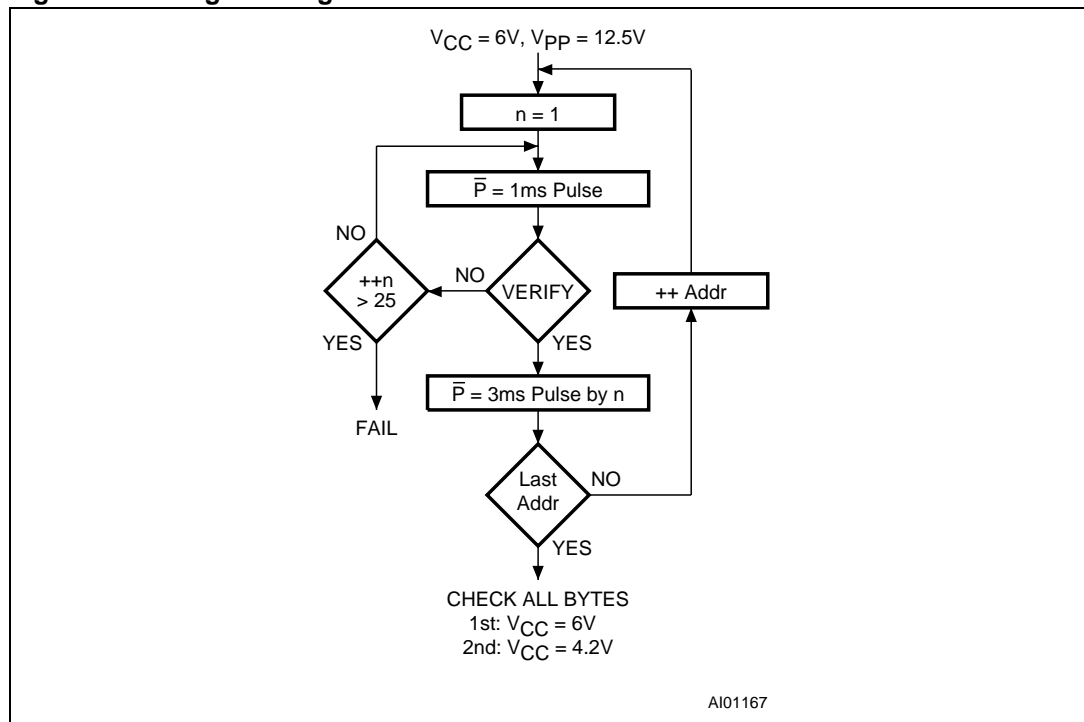 VCC = 6V, VPP = 12.5V
n = 1
P̅ = 1ms Pulse
NO
++n
> 25
NO
VERIFY
++ Addr
YES
YES
P̅ = 3ms Pulse by n
FAIL
Last
Addr
NO
YES
CHECK ALL BYTES
1st: VCC = 6V
2nd: VCC = 4.2V
AI01167